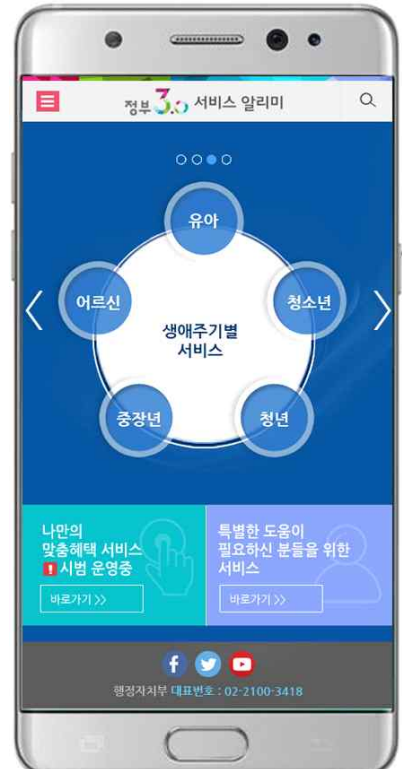 정부3.0 서비스 알리미
유아
어르신
청소년
생애주기별
서비스
중장년
청년
나만의
맞춤혜택 서비스
! 시범 운영중
바로가기 >>
특별한 도움이
필요하신 분들을 위한
서비스
바로가기 >>
행정자치부 대표번호 : 02-2100-3418